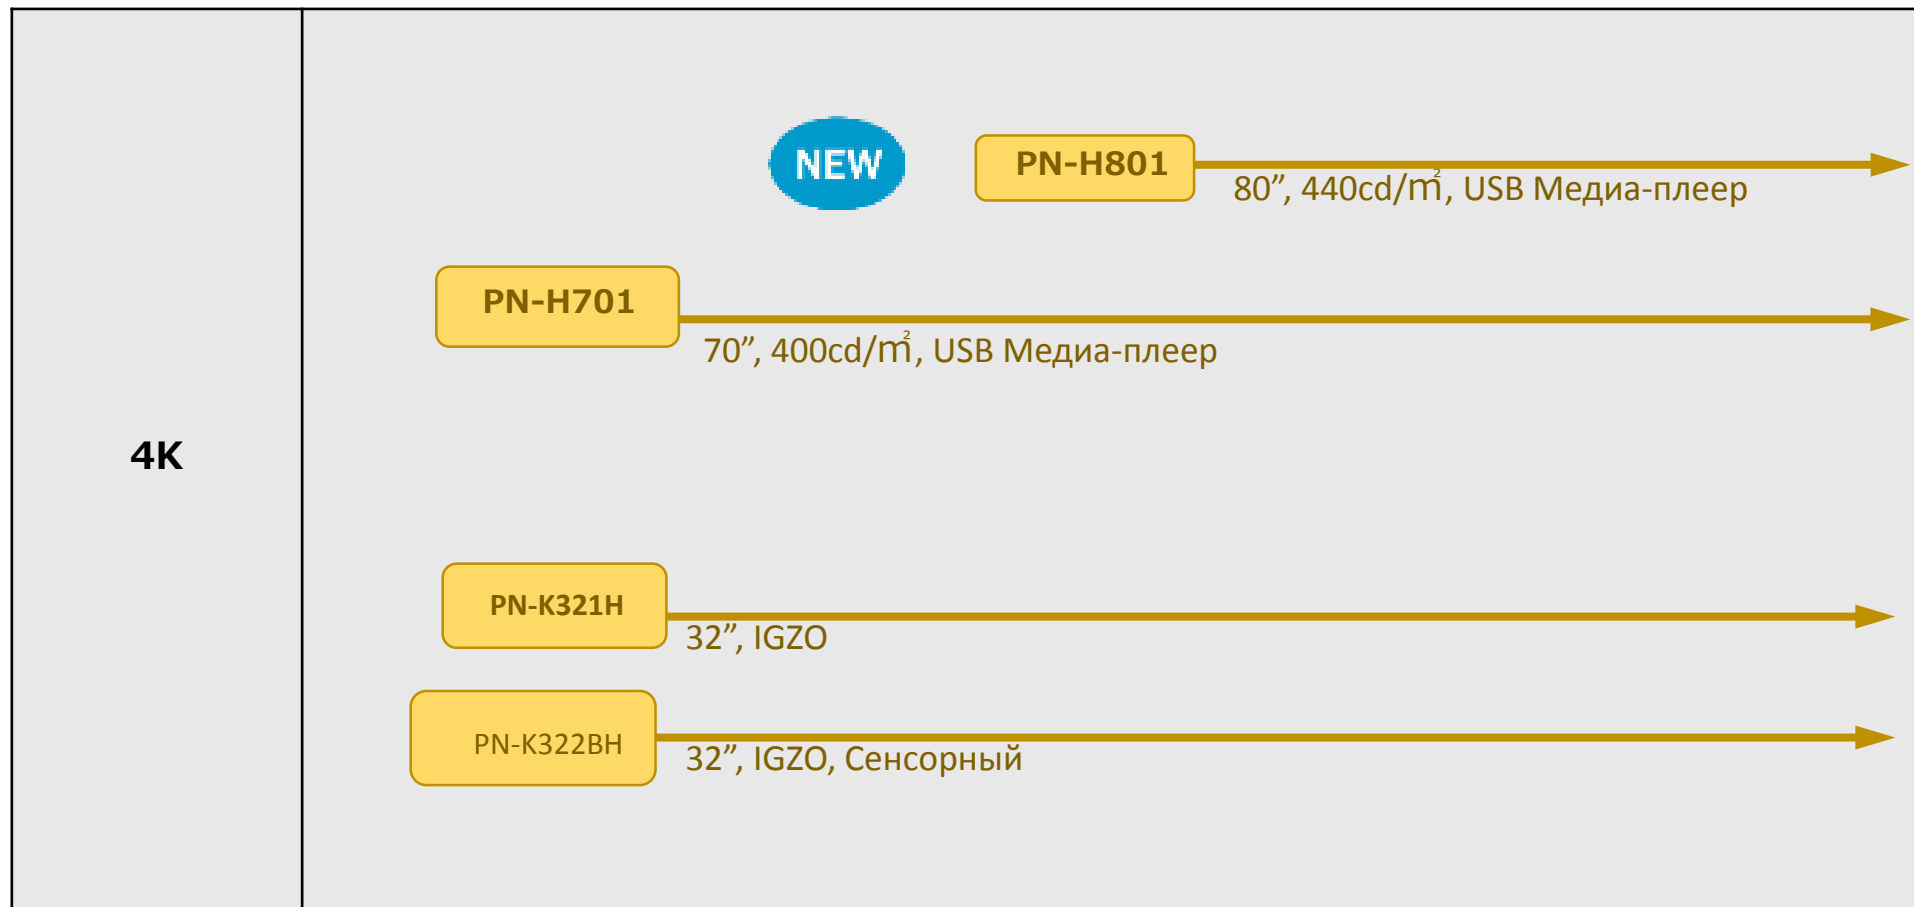 NEW
PN-H801
80”, 440cd/㎡, USB Медиа-плеер
PN-H701
70”, 400cd/㎡, USB Медиа-плеер
4K
PN-K321H
32”, IGZO
PN-K322BH
32”, IGZO, Сенсорный